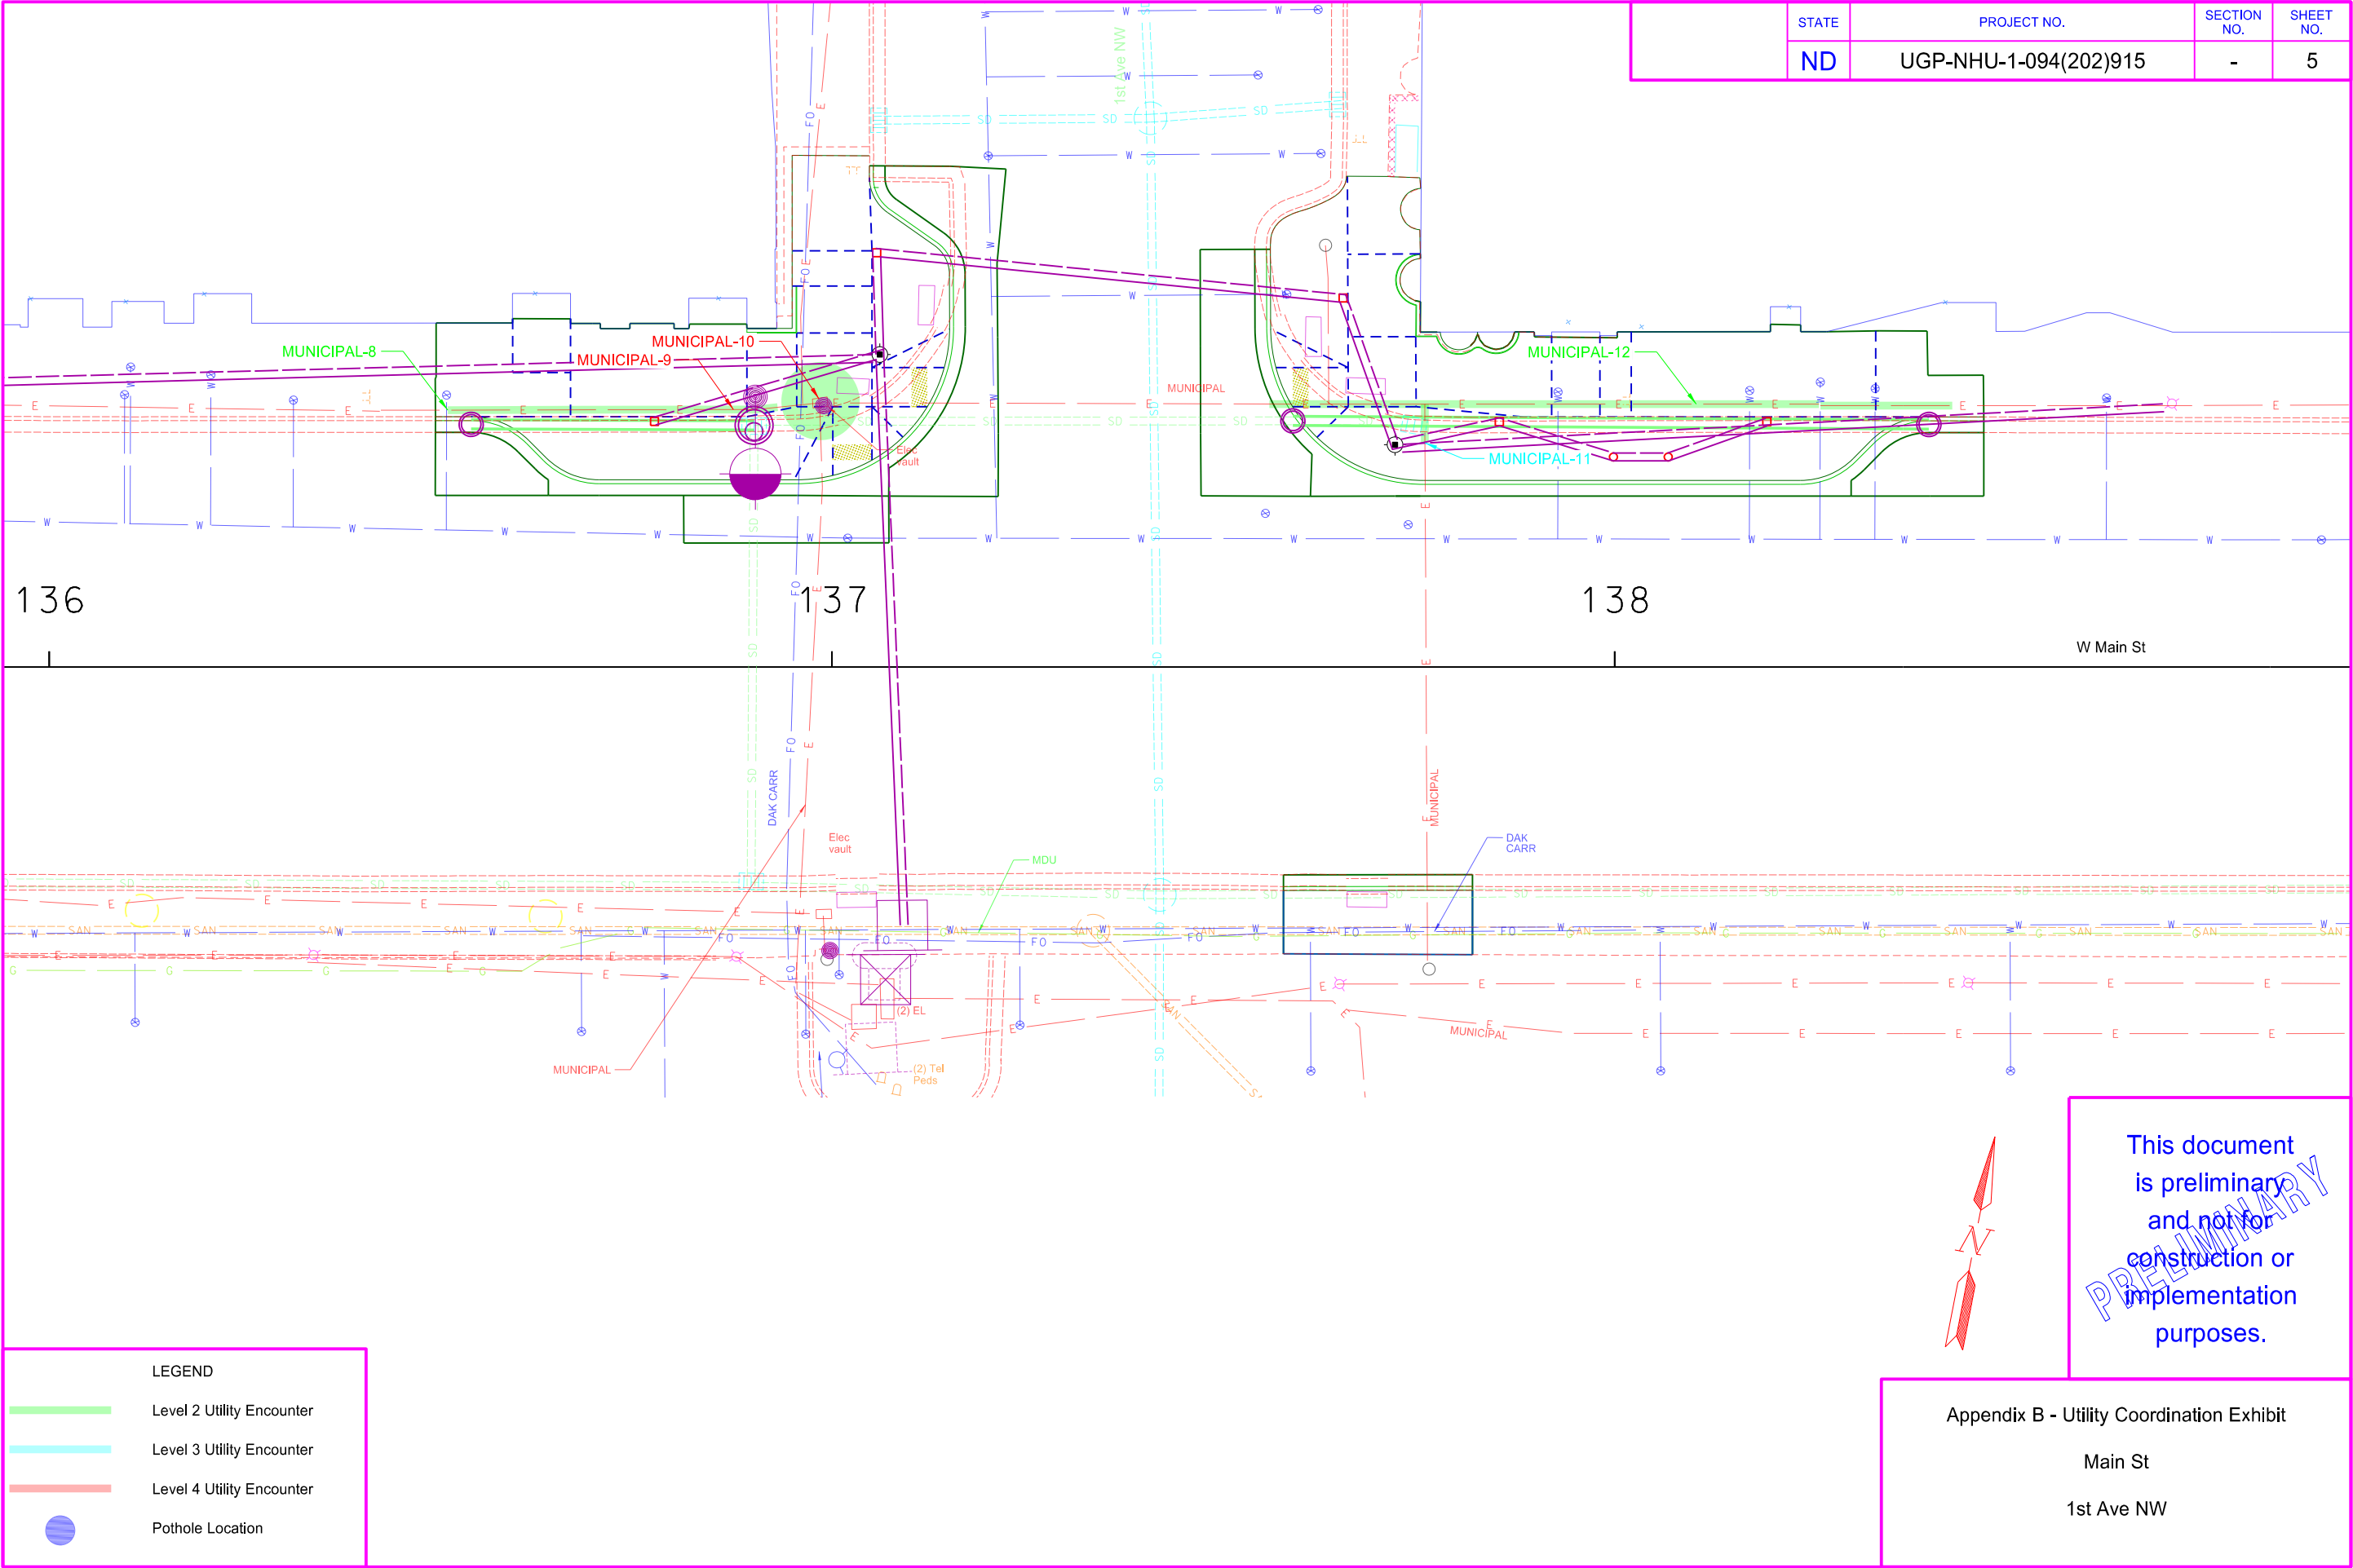 STATE
PROJECT NO.
SECTION NO.
SHEET NO.
ND
UGP-NHU-1-094(202)915
-
5
1st Ave NW
MUNICIPAL-8
MUNICIPAL-9
MUNICIPAL-10
MUNICIPAL
MUNICIPAL-12
MUNICIPAL-11
Elec
vault
136
137
138
W Main St
DAK CARR
MUNICIPAL
Elec
vault
MDU
DAK
CARR
(2) EL
MUNICIPAL
MUNICIPAL
(2) Tel
Peds
This document
is preliminary
and not for
construction or
implementation
purposes.
PRELIMINARY
N
LEGEND
Level 2 Utility Encounter
Level 3 Utility Encounter
Level 4 Utility Encounter
Pothole Location
Appendix B - Utility Coordination Exhibit
Main St
1st Ave NW